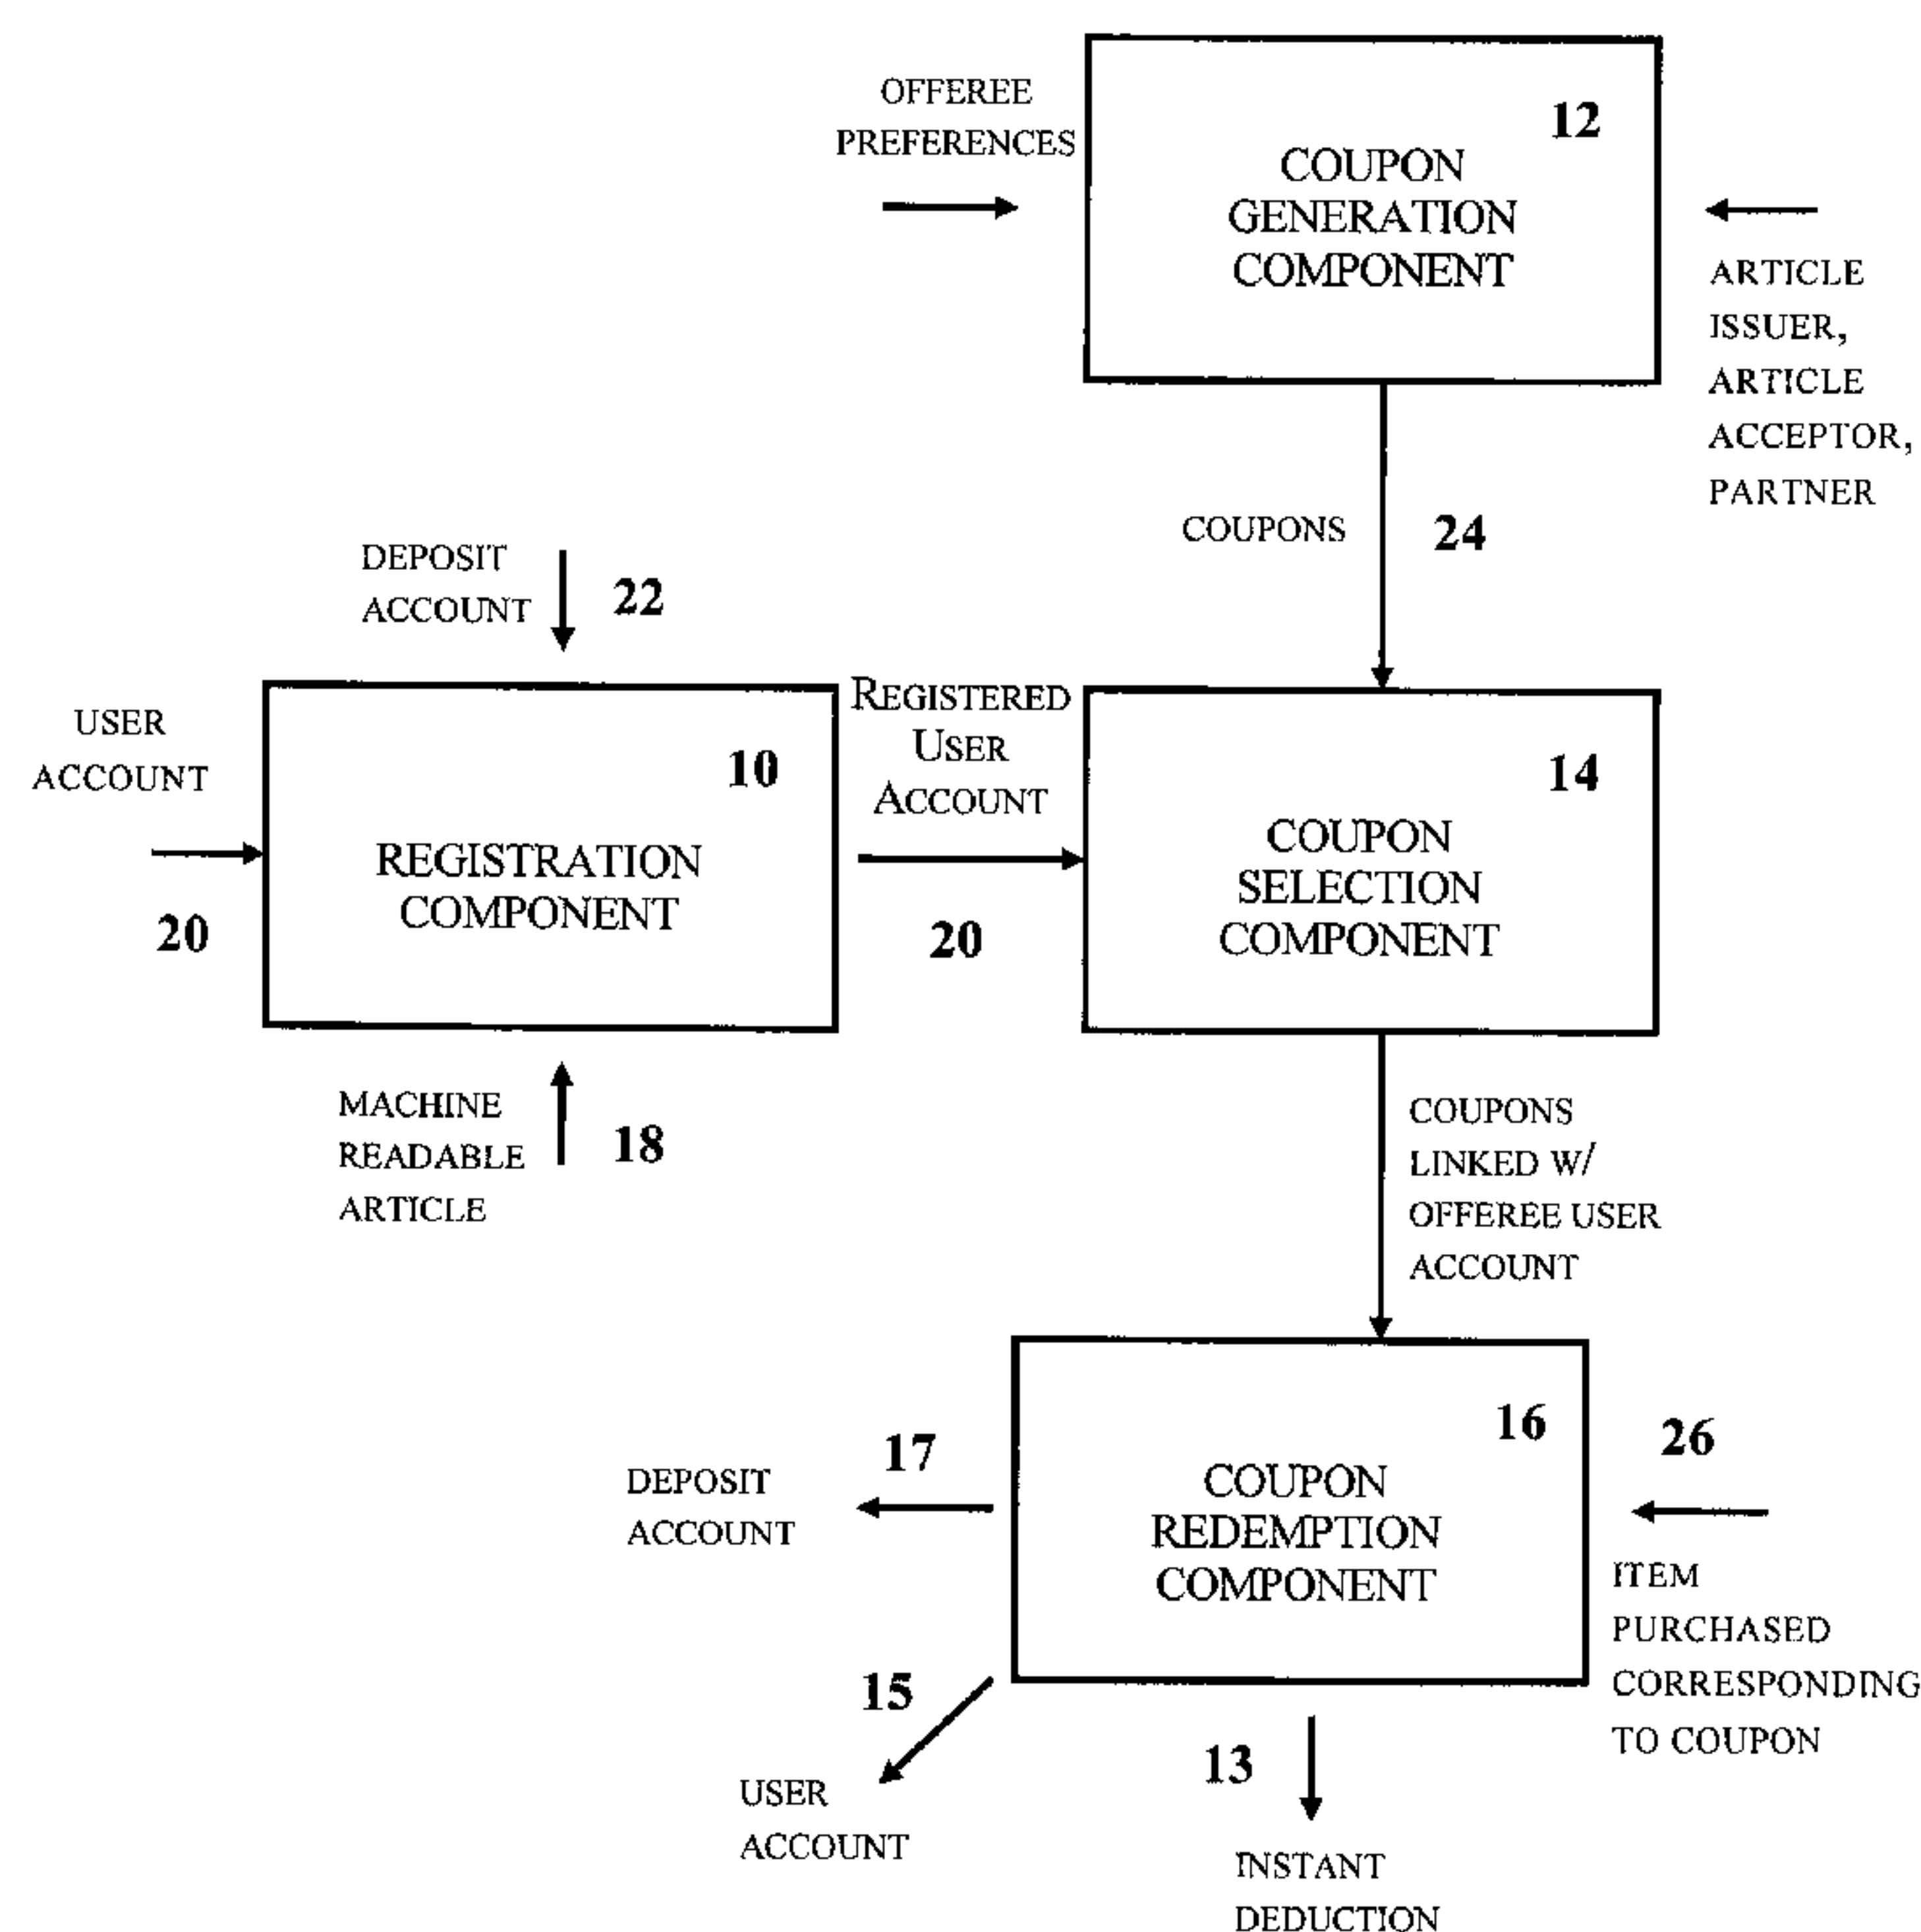 OFFEREE
PREFERENCES
12
COUPON
GENERATION
COMPONENT
ARTICLE
ISSUER,
ARTICLE
ACCEPTOR,
PARTNER
COUPONS
24
DEPOSIT
ACCOUNT
22
USER
ACCOUNT
20
10
REGISTRATION
COMPONENT
REGISTERED
USER
ACCOUNT
20
14
COUPON
SELECTION
COMPONENT
MACHINE
READABLE
ARTICLE
18
COUPONS
LINKED W/
OFFEREE USER
ACCOUNT
16
COUPON
REDEMPTION
COMPONENT
17
DEPOSIT
ACCOUNT
26
ITEM
PURCHASED
CORRESPONDING
TO COUPON
15
USER
ACCOUNT
13
INSTANT
DEDUCTION